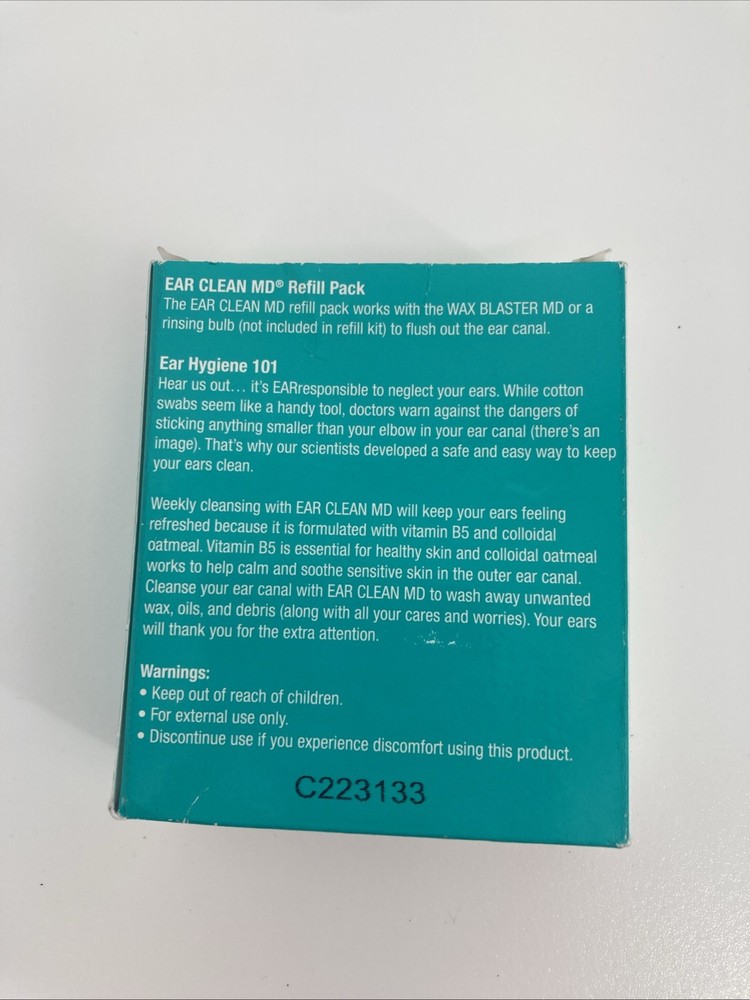 EAR CLEAN MD® Refill Pack
The EAR CLEAN MD refill pack works with the WAX BLASTER MD or a
rinsing bulb (not included in refill kit) to flush out the ear canal.
Ear Hygiene 101
Hear us out... it's EARresponsible to neglect your ears. While cotton
swabs seem like a handy tool, doctors warn against the dangers of
sticking anything smaller than your elbow in your ear canal (there's an
image). That's why our scientists developed a safe and easy way to keep
your ears clean.
Weekly cleansing with EAR CLEAN MD will keep your ears feeling
refreshed because it is formulated with vitamin B5 and colloidal
oatmeal. Vitamin B5 is essential for healthy skin and colloidal oatmeal
works to help calm and soothe sensitive skin in the outer ear canal.
Cleanse your ear canal with EAR CLEAN MD to wash away unwanted
wax, oils, and debris (along with all your cares and worries). Your ears
will thank you for the extra attention.
Warnings:
• Keep out of reach of children.
• For external use only.
• Discontinue use if you experience discomfort using this product.
C223133